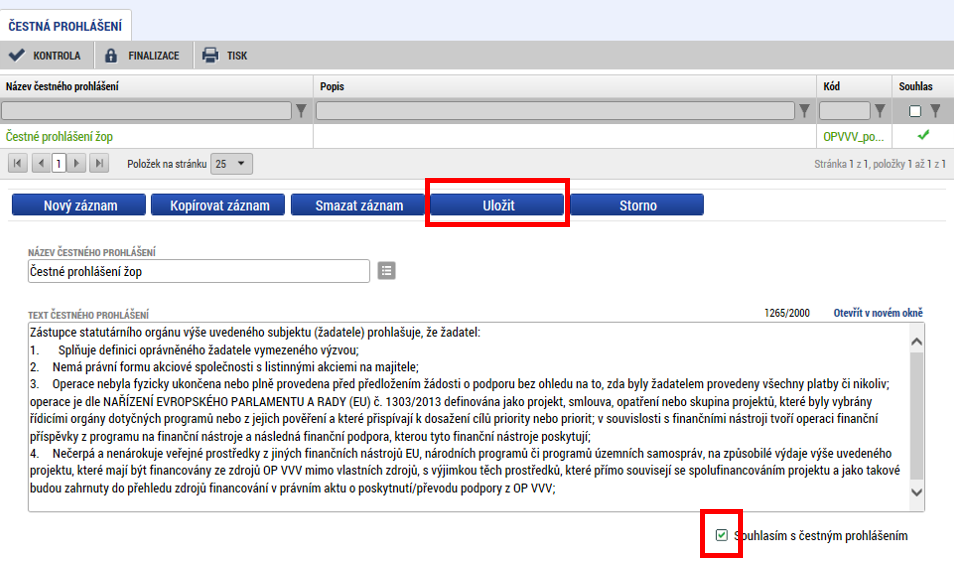 ČESTNÁ PROHLÁŠENÍ
KONTROLA FINALIZACE TISK
Název čestného prohlášení Popis Kód Souhlas
Čestné prohlášení žop OPVVV_po...
1 Položek na stránku 25 Stránka 1 z 1, položky 1 až 1 z 1
Nový záznam Kopírovat záznam Smazat záznam Uložit Storno
NÁZEV ČESTNÉHO PROHLÁŠENÍ
Čestné prohlášení žop
TEXT ČESTNÉHO PROHLÁŠENÍ 1265/2000 Otevřít v novém okně
Zástupce statutárního orgánu výše uvedeného subjektu (žadatele) prohlašuje, že žadatel:
1. Splňuje definici oprávněného žadatele vymezeného výzvou;
2. Nemá právní formu akciové společnosti s listinnými akciemi na majitele;
3. Operace nebyla fyzicky ukončena nebo plně provedena před předložením žádosti o podporu bez ohledu na to, zda byly žadatelem provedeny všechny platby či nikoliv;
operace je dle NAŘÍZENÍ EVROPSKÉHO PARLAMENTU A RADY (EU) č. 1303/2013 definována jako projekt, smlouva, opatření nebo skupina projektů, které byly vybrány
řídicími orgány dotyčných programů nebo z jejich pověření a které přispívají k dosažení cílů priority nebo priorit; v souvislosti s finančními nástroji tvoří operaci finanční
příspěvky z programu na finanční nástroje a následná finanční podpora, kterou tyto finanční nástroje poskytují;
4. Nečerpá a nenárokuje veřejné prostředky z jiných finančních nástrojů EU, národních programů či programů územních samospráv, na způsobilé výdaje výše uvedeného
projektu, které mají být financovány ze zdrojů OP VVV mimo vlastních zdrojů, s výjimkou těch prostředků, které přímo souvisejí se spolufinancováním projektu a jako takové
budou zahrnuty do přehledu zdrojů financování v právním aktu o poskytnutí/převodu podpory z OP VVV;
Souhlasím s čestným prohlášením